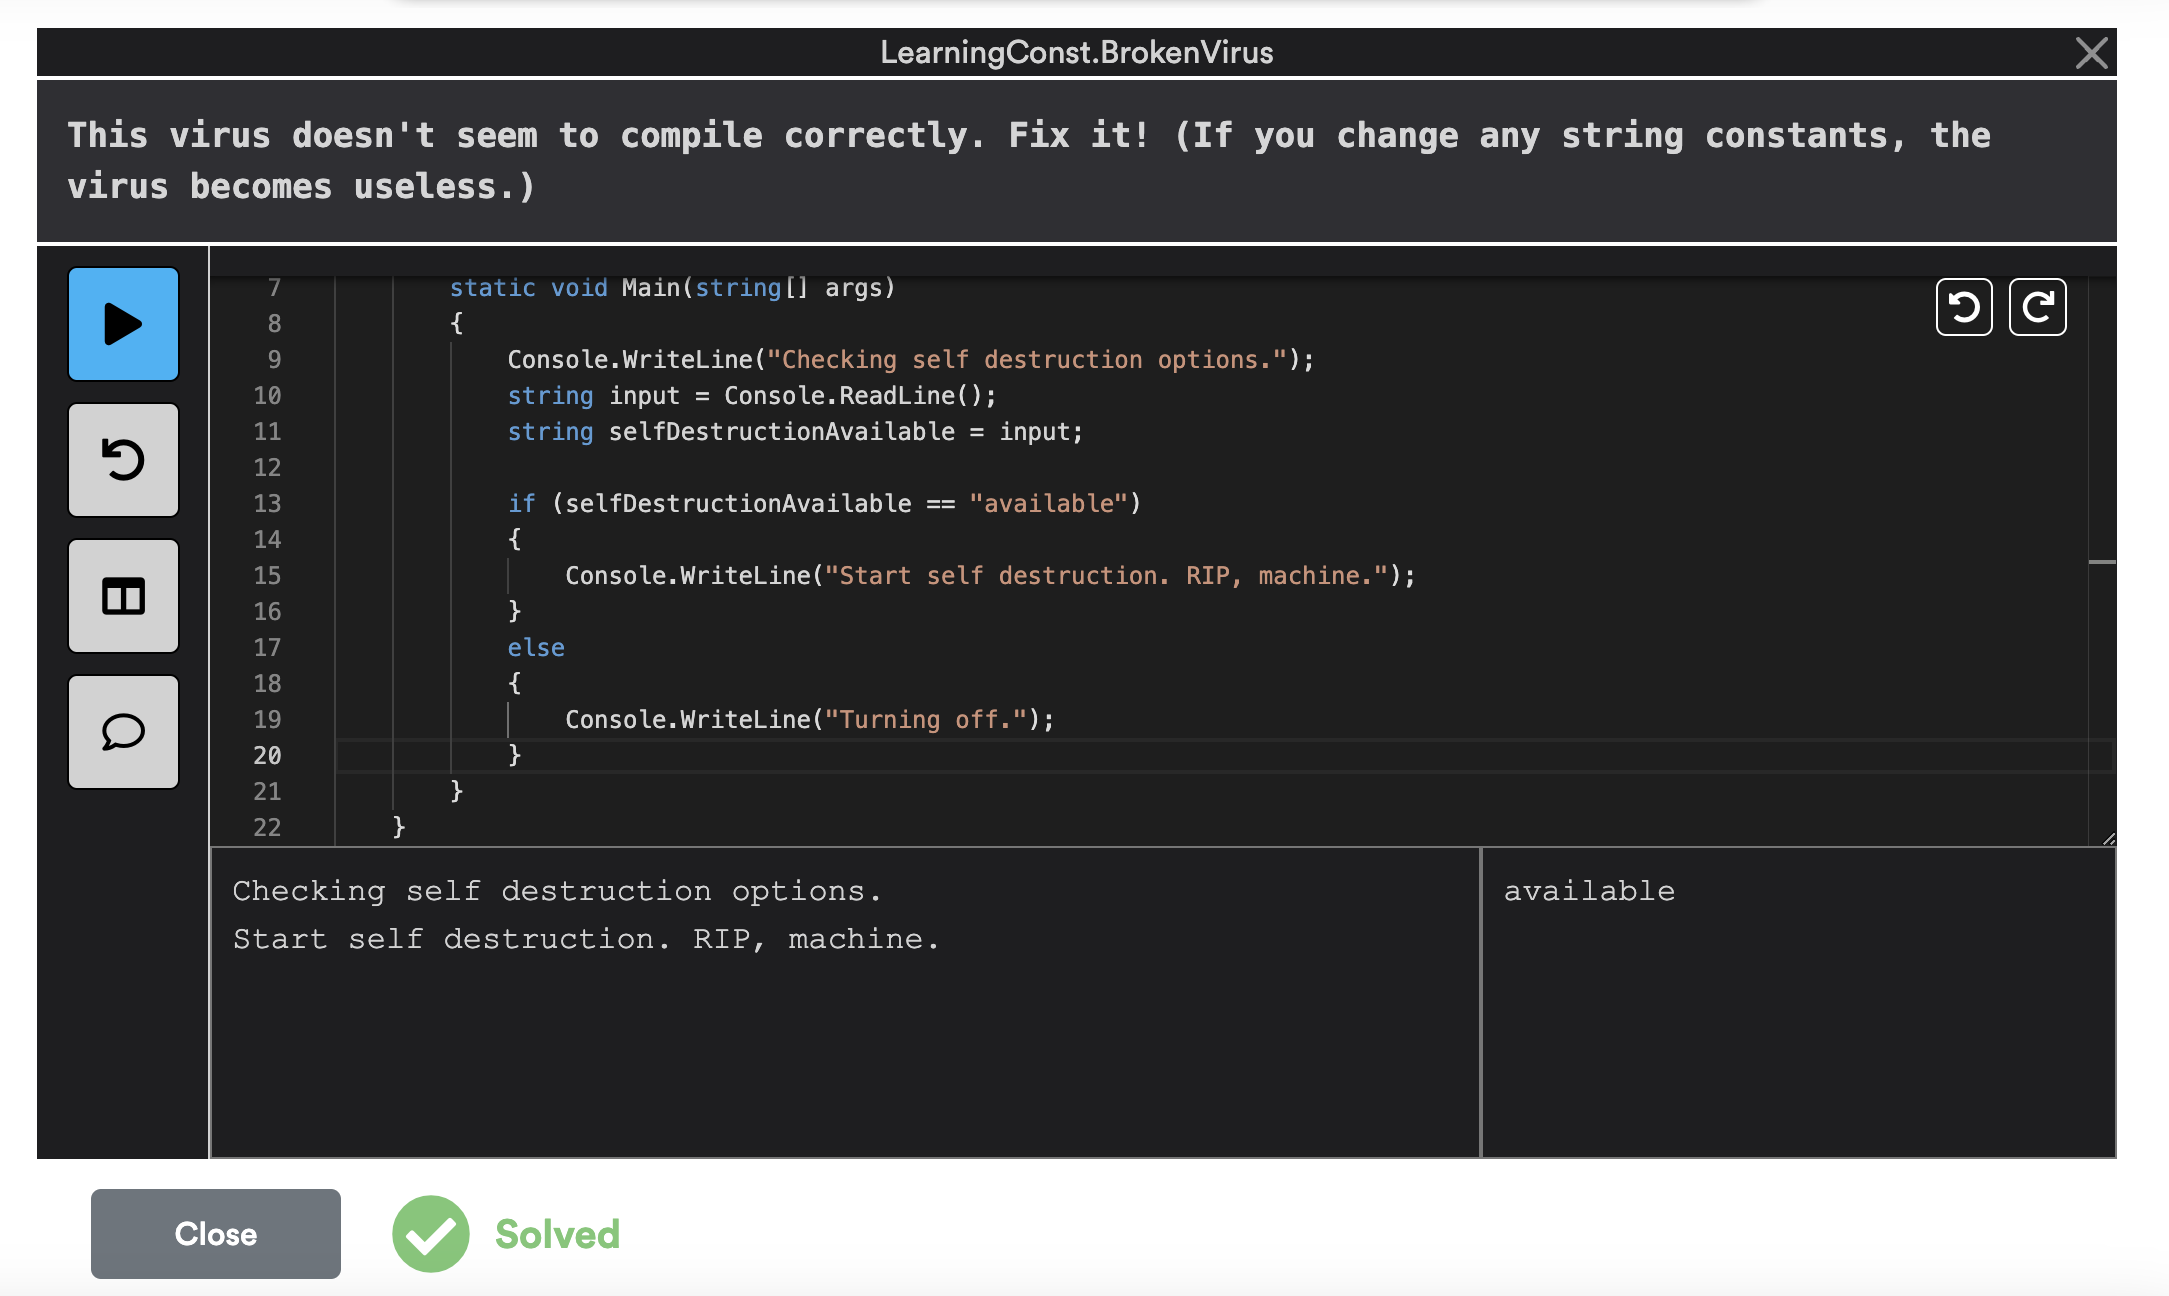 LearningConst.BrokenVirus
This virus doesn't seem to compile correctly. Fix it! (If you change any string constants, the
virus becomes useless.)
7 static void Main(string[] args)
8 {
9 Console.WriteLine("Checking self destruction options.");
10 string input = Console.ReadLine();
11 string selfDestructionAvailable = input;
12
13 if (selfDestructionAvailable == "available")
14 {
15 Console.WriteLine("Start self destruction. RIP, machine.");
16 }
17 else
18 {
19 Console.WriteLine("Turning off.");
20 }
21 }
22 }
Checking self destruction options.
Start self destruction. RIP, machine.
available
Close
Solved